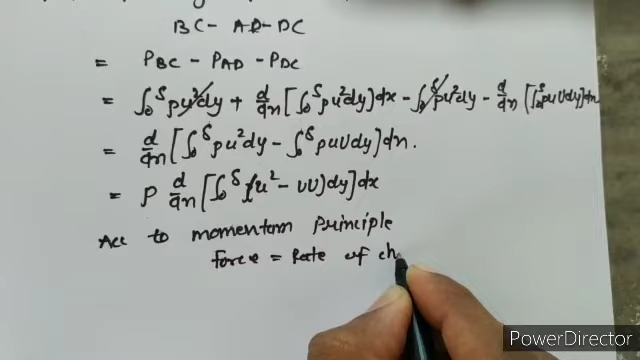 BC - AD - DC
= P_BC - P_AD - P_DC
= ∫₀^δ ρu²dy + d/dx [∫₀^δ ρu²dy]dx - ∫₀^δ ρu²dy - d/dx [∫₀^δ ρuUdy]dx
= d/dx [∫₀^δ ρu²dy - ∫₀^δ ρuUdy]dx.
= ρ d/dx [∫₀^δ (u² - uU)dy]dx
Acc to momentum Principle
force = Rate of ch
PowerDirector